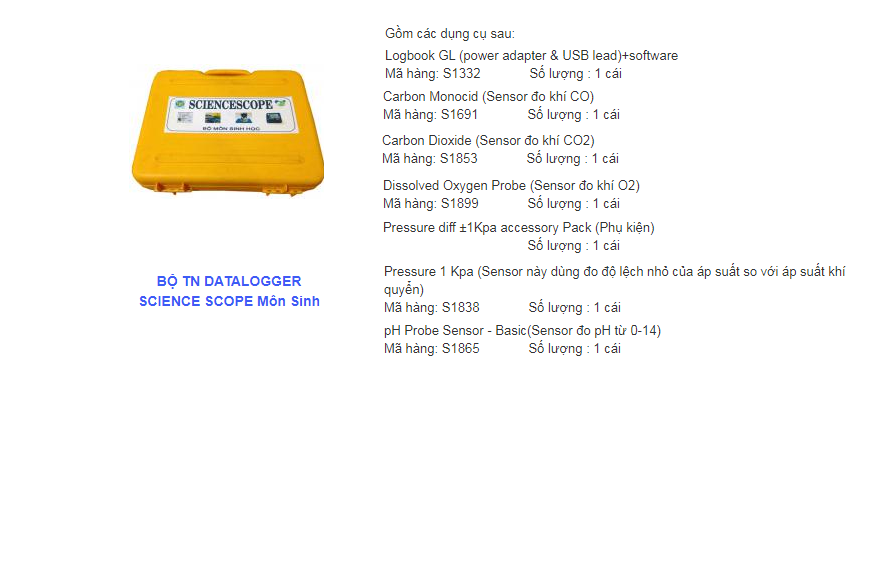 Gồm các dụng cụ sau:
Logbook GL (power adapter & USB lead)+software
Mã hàng: S1332 Số lượng : 1 cái
Carbon Monocid (Sensor đo khí CO)
Mã hàng: S1691 Số lượng : 1 cái
Carbon Dioxide (Sensor đo khí CO2)
Mã hàng: S1853 Số lượng : 1 cái
Dissolved Oxygen Probe (Sensor đo khí O2)
Mã hàng: S1899 Số lượng : 1 cái
Pressure diff ±1Kpa accessory Pack (Phụ kiện)
Số lượng : 1 cái
Pressure 1 Kpa (Sensor này dùng đo độ lệch nhỏ của áp suất so với áp suất khí
quyển)
Mã hàng: S1838 Số lượng : 1 cái
pH Probe Sensor - Basic(Sensor đo pH từ 0-14)
Mã hàng: S1865 Số lượng : 1 cái
SCIENCESCOPE
BỘ MÔN SINH HỌC
BỘ TN DATALOGGER
SCIENCE SCOPE Môn Sinh